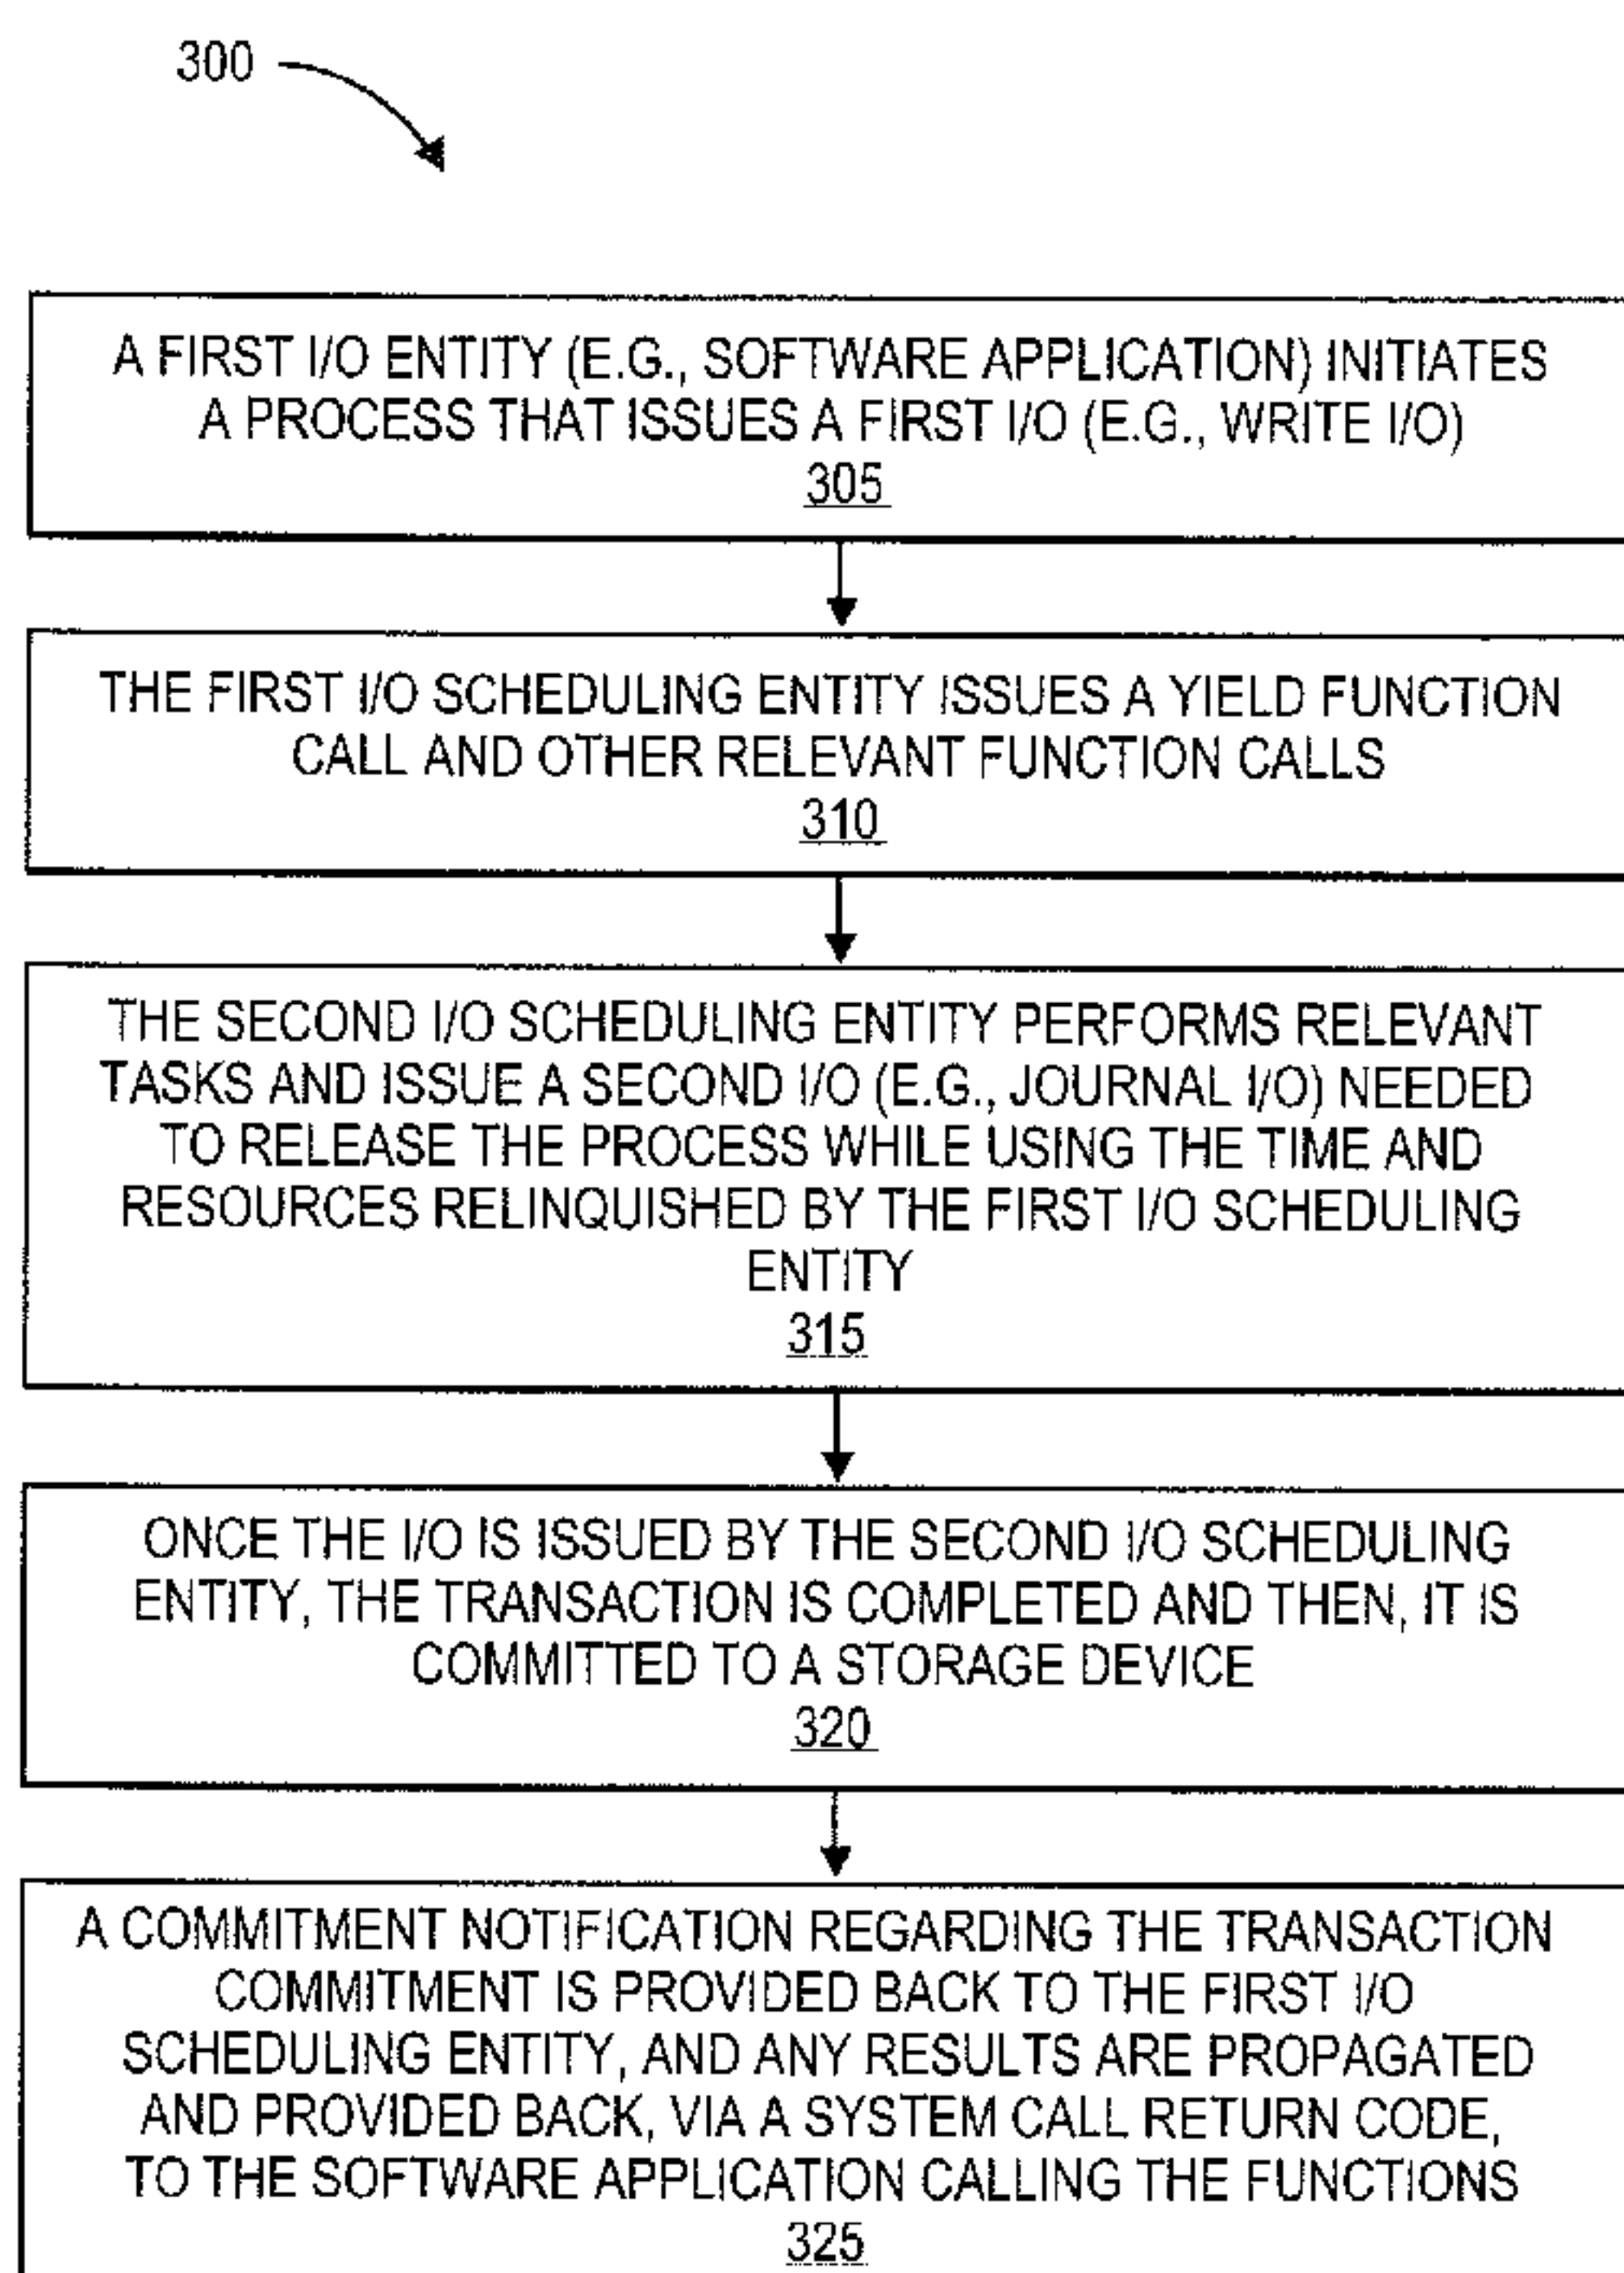 300
A FIRST I/O ENTITY (E.G., SOFTWARE APPLICATION) INITIATES
A PROCESS THAT ISSUES A FIRST I/O (E.G., WRITE I/O)
305
THE FIRST I/O SCHEDULING ENTITY ISSUES A YIELD FUNCTION
CALL AND OTHER RELEVANT FUNCTION CALLS
310
THE SECOND I/O SCHEDULING ENTITY PERFORMS RELEVANT
TASKS AND ISSUE A SECOND I/O (E.G., JOURNAL I/O) NEEDED
TO RELEASE THE PROCESS WHILE USING THE TIME AND
RESOURCES RELINQUISHED BY THE FIRST I/O SCHEDULING
ENTITY
315
ONCE THE I/O IS ISSUED BY THE SECOND I/O SCHEDULING
ENTITY, THE TRANSACTION IS COMPLETED AND THEN, IT IS
COMMITTED TO A STORAGE DEVICE
320
A COMMITMENT NOTIFICATION REGARDING THE TRANSACTION
COMMITMENT IS PROVIDED BACK TO THE FIRST I/O
SCHEDULING ENTITY, AND ANY RESULTS ARE PROPAGATED
AND PROVIDED BACK, VIA A SYSTEM CALL RETURN CODE,
TO THE SOFTWARE APPLICATION CALLING THE FUNCTIONS
325